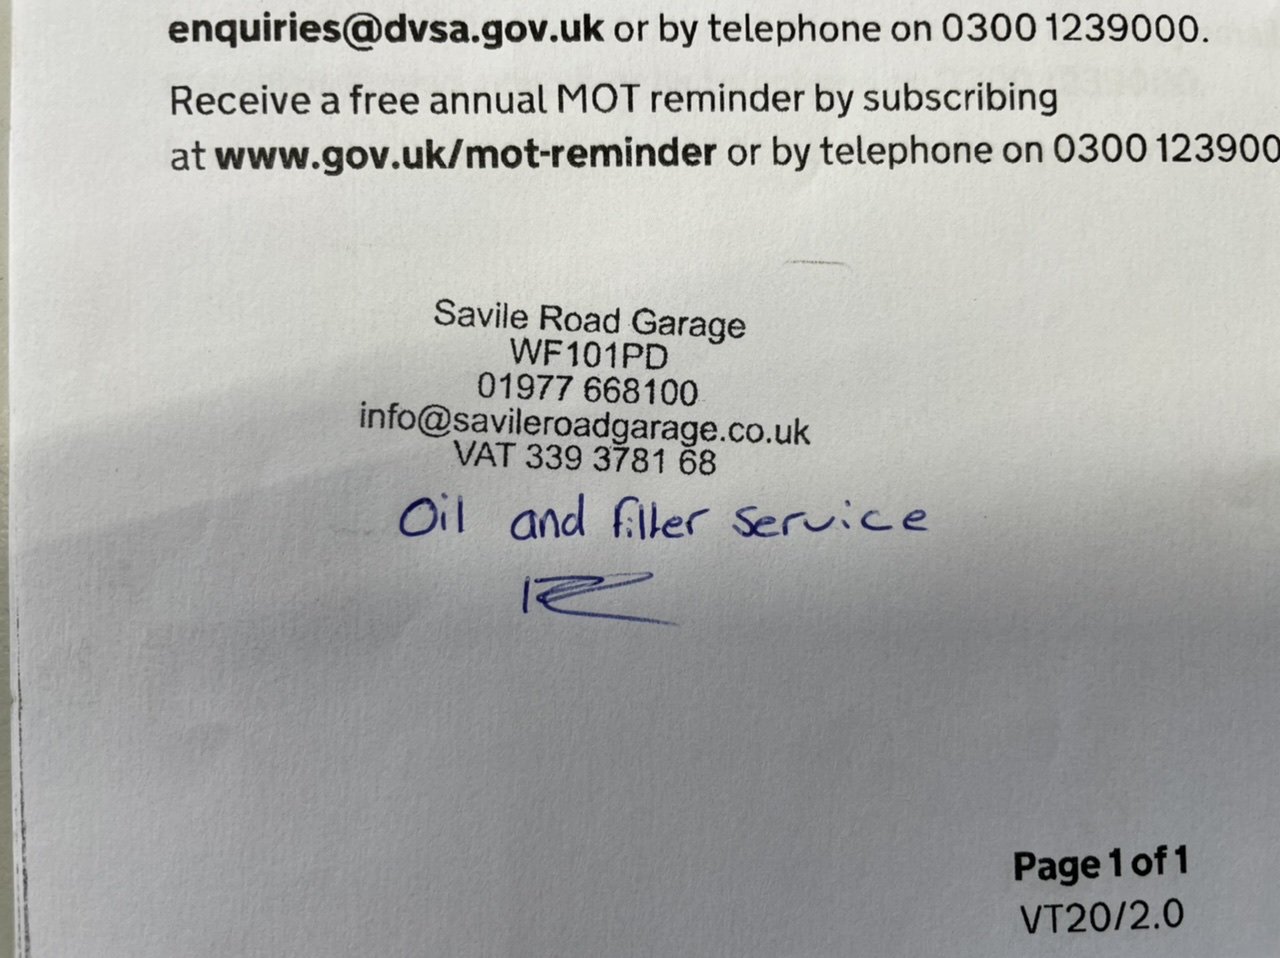 enquiries@dvsa.gov.uk or by telephone on 0300 1239000.
Receive a free annual MOT reminder by subscribing
at www.gov.uk/mot-reminder or by telephone on 0300 123900
Savile Road Garage
WF101PD
01977 668100
info@savileroadgarage.co.uk
VAT 339 3781 68
Oil and filter service
Page 1 of 1
VT20/2.0